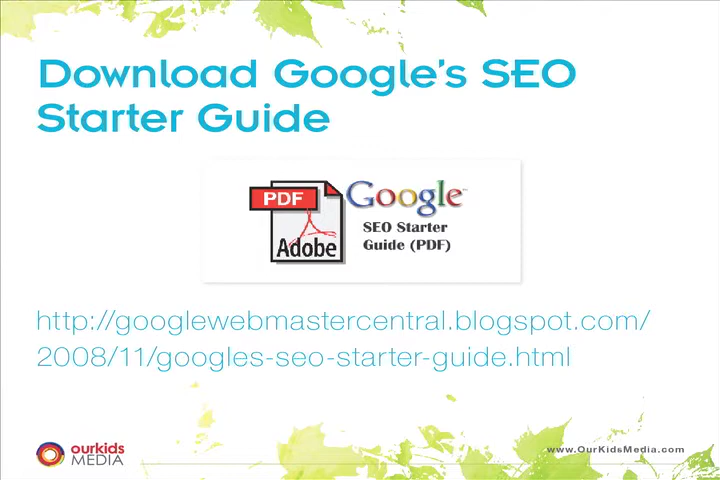 Download Google's SEO
Starter Guide
PDF
Adobe
Google™
SEO Starter
Guide (PDF)
http://googlewebmastercentral.blogspot.com/
2008/11/googles-seo-starter-guide.html
ourkids
MEDIA
www.OurKidsMedia.com